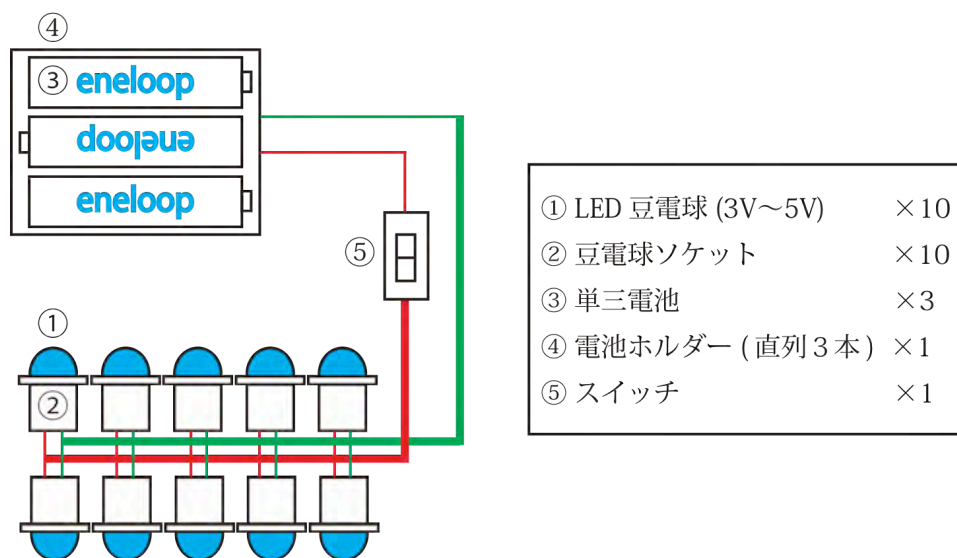 ④
③ eneloop
eneloop
eneloop
⑤
①
②
① LED 豆電球 (3V～5V) ×10
② 豆電球ソケット ×10
③ 単三電池 ×3
④ 電池ホルダー ( 直列 3 本 ) ×1
⑤ スイッチ ×1